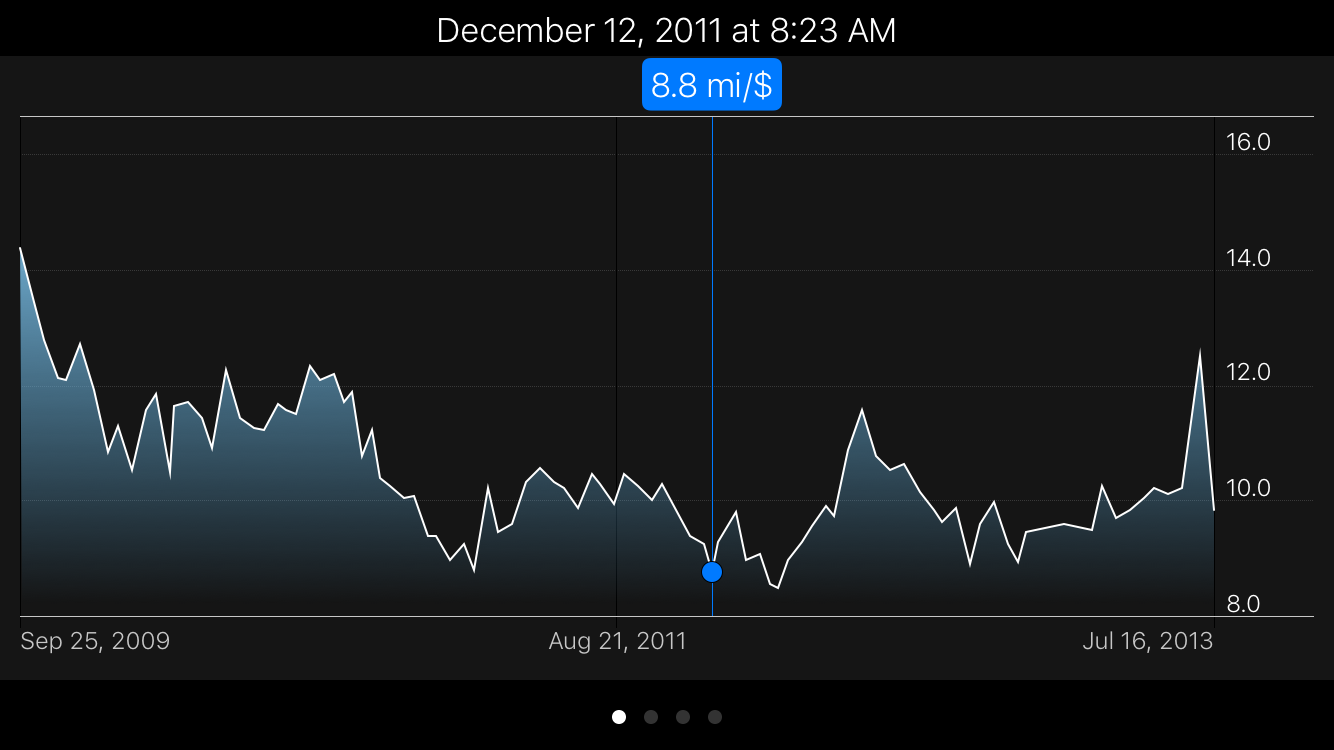 December 12, 2011 at 8:23 AM
8.8 mi/$
16.0
14.0
12.0
10.0
8.0
Sep 25, 2009
Aug 21, 2011
Jul 16, 2013